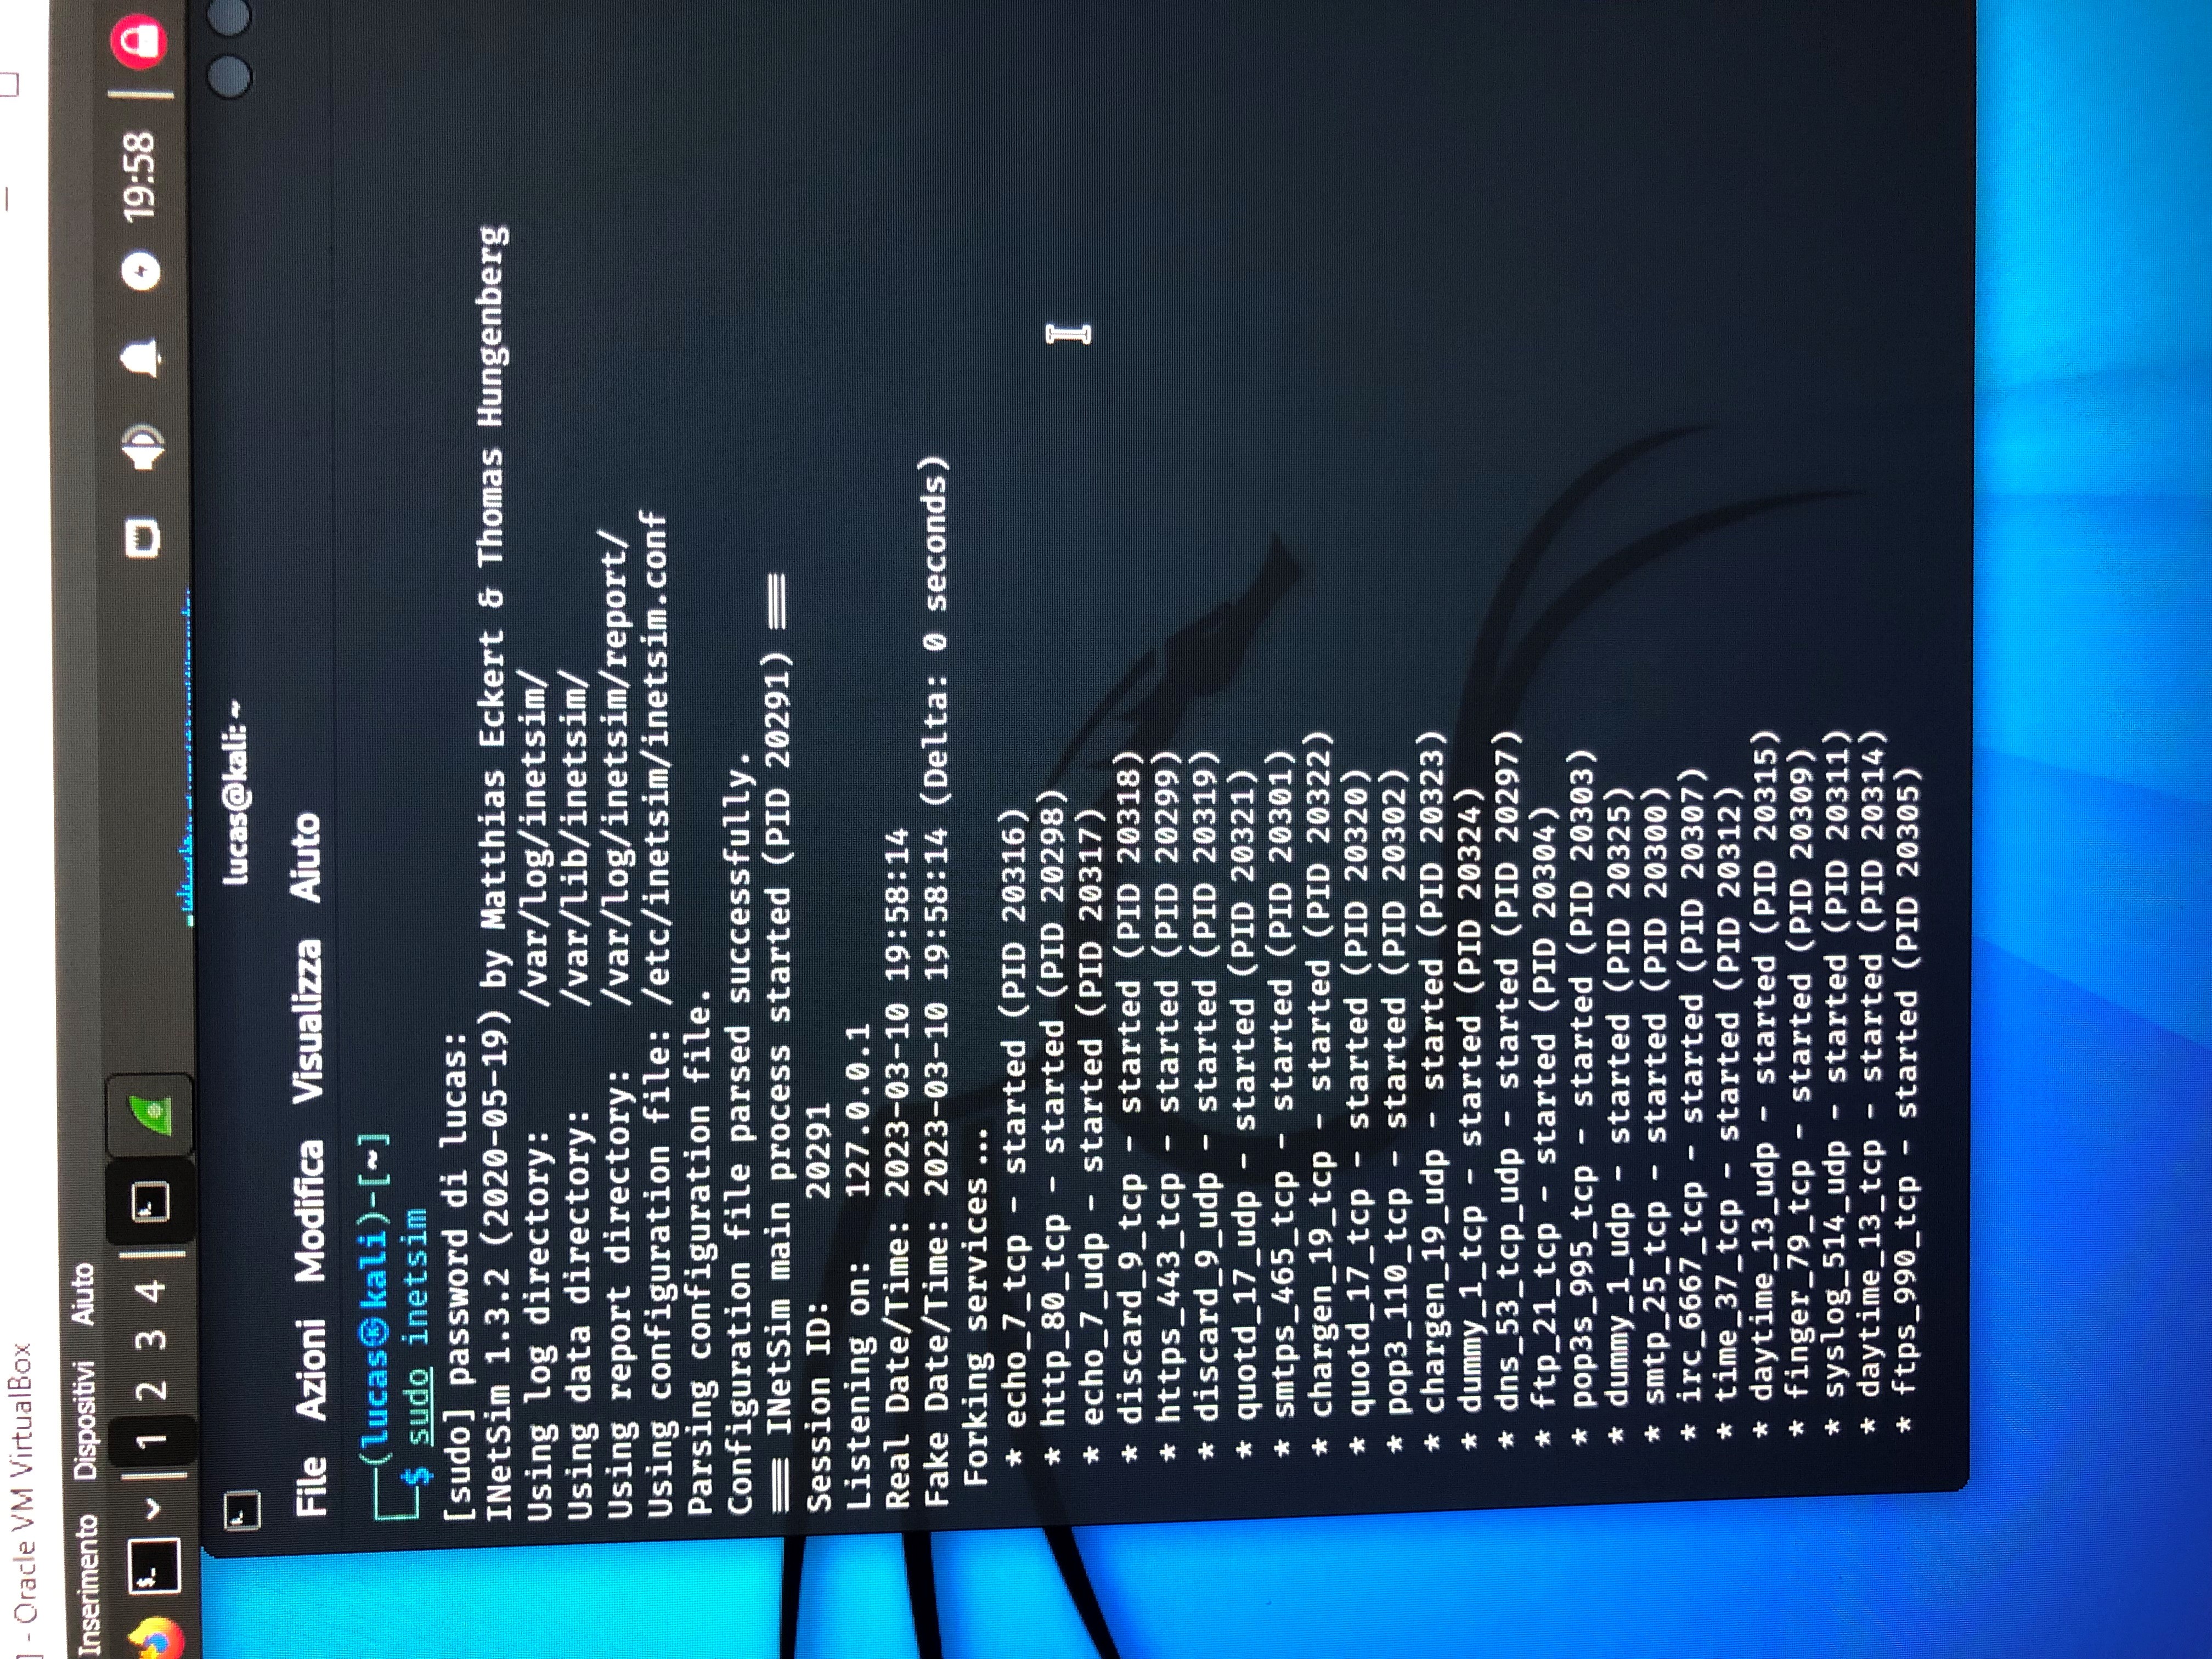 ] - Oracle VM VirtualBox
Inserimento Dispositivi Aiuto
1 2 3 4 19:58
lucas@kali: ~
File Azioni Modifica Visualizza Aiuto
┌──(lucas㉿kali)-[~]
└─$ sudo inetsim
[sudo] password di lucas:
INetSim 1.3.2 (2020-05-19) by Matthias Eckert & Thomas Hungenberg
Using log directory: /var/log/inetsim/
Using data directory: /var/lib/inetsim/
Using report directory: /var/log/inetsim/report/
Using configuration file: /etc/inetsim/inetsim.conf
Parsing configuration file.
Configuration file parsed successfully.
=== INetSim main process started (PID 20291) ===
Session ID: 20291
Listening on: 127.0.0.1
Real Date/Time: 2023-03-10 19:58:14
Fake Date/Time: 2023-03-10 19:58:14 (Delta: 0 seconds)
Forking services...
* echo_7_tcp - started (PID 20316)
* http_80_tcp - started (PID 20298)
* echo_7_udp - started (PID 20317)
* discard_9_tcp - started (PID 20318)
* https_443_tcp - started (PID 20299)
* discard_9_udp - started (PID 20319)
* quotd_17_udp - started (PID 20321)
* smtps_465_tcp - started (PID 20301)
* chargen_19_tcp - started (PID 20322)
* quotd_17_tcp - started (PID 20320)
* pop3_110_tcp - started (PID 20302)
* chargen_19_udp - started (PID 20323)
* dummy_1_tcp - started (PID 20324)
* dns_53_tcp_udp - started (PID 20297)
* ftp_21_tcp - started (PID 20304)
* pop3s_995_tcp - started (PID 20303)
* dummy_1_udp - started (PID 20325)
* smtp_25_tcp - started (PID 20300)
* irc_6667_tcp - started (PID 20307)
* time_37_tcp - started (PID 20312)
* daytime_13_udp - started (PID 20315)
* finger_79_tcp - started (PID 20309)
* syslog_514_udp - started (PID 20311)
* daytime_13_tcp - started (PID 20314)
* ftps_990_tcp - started (PID 20305)